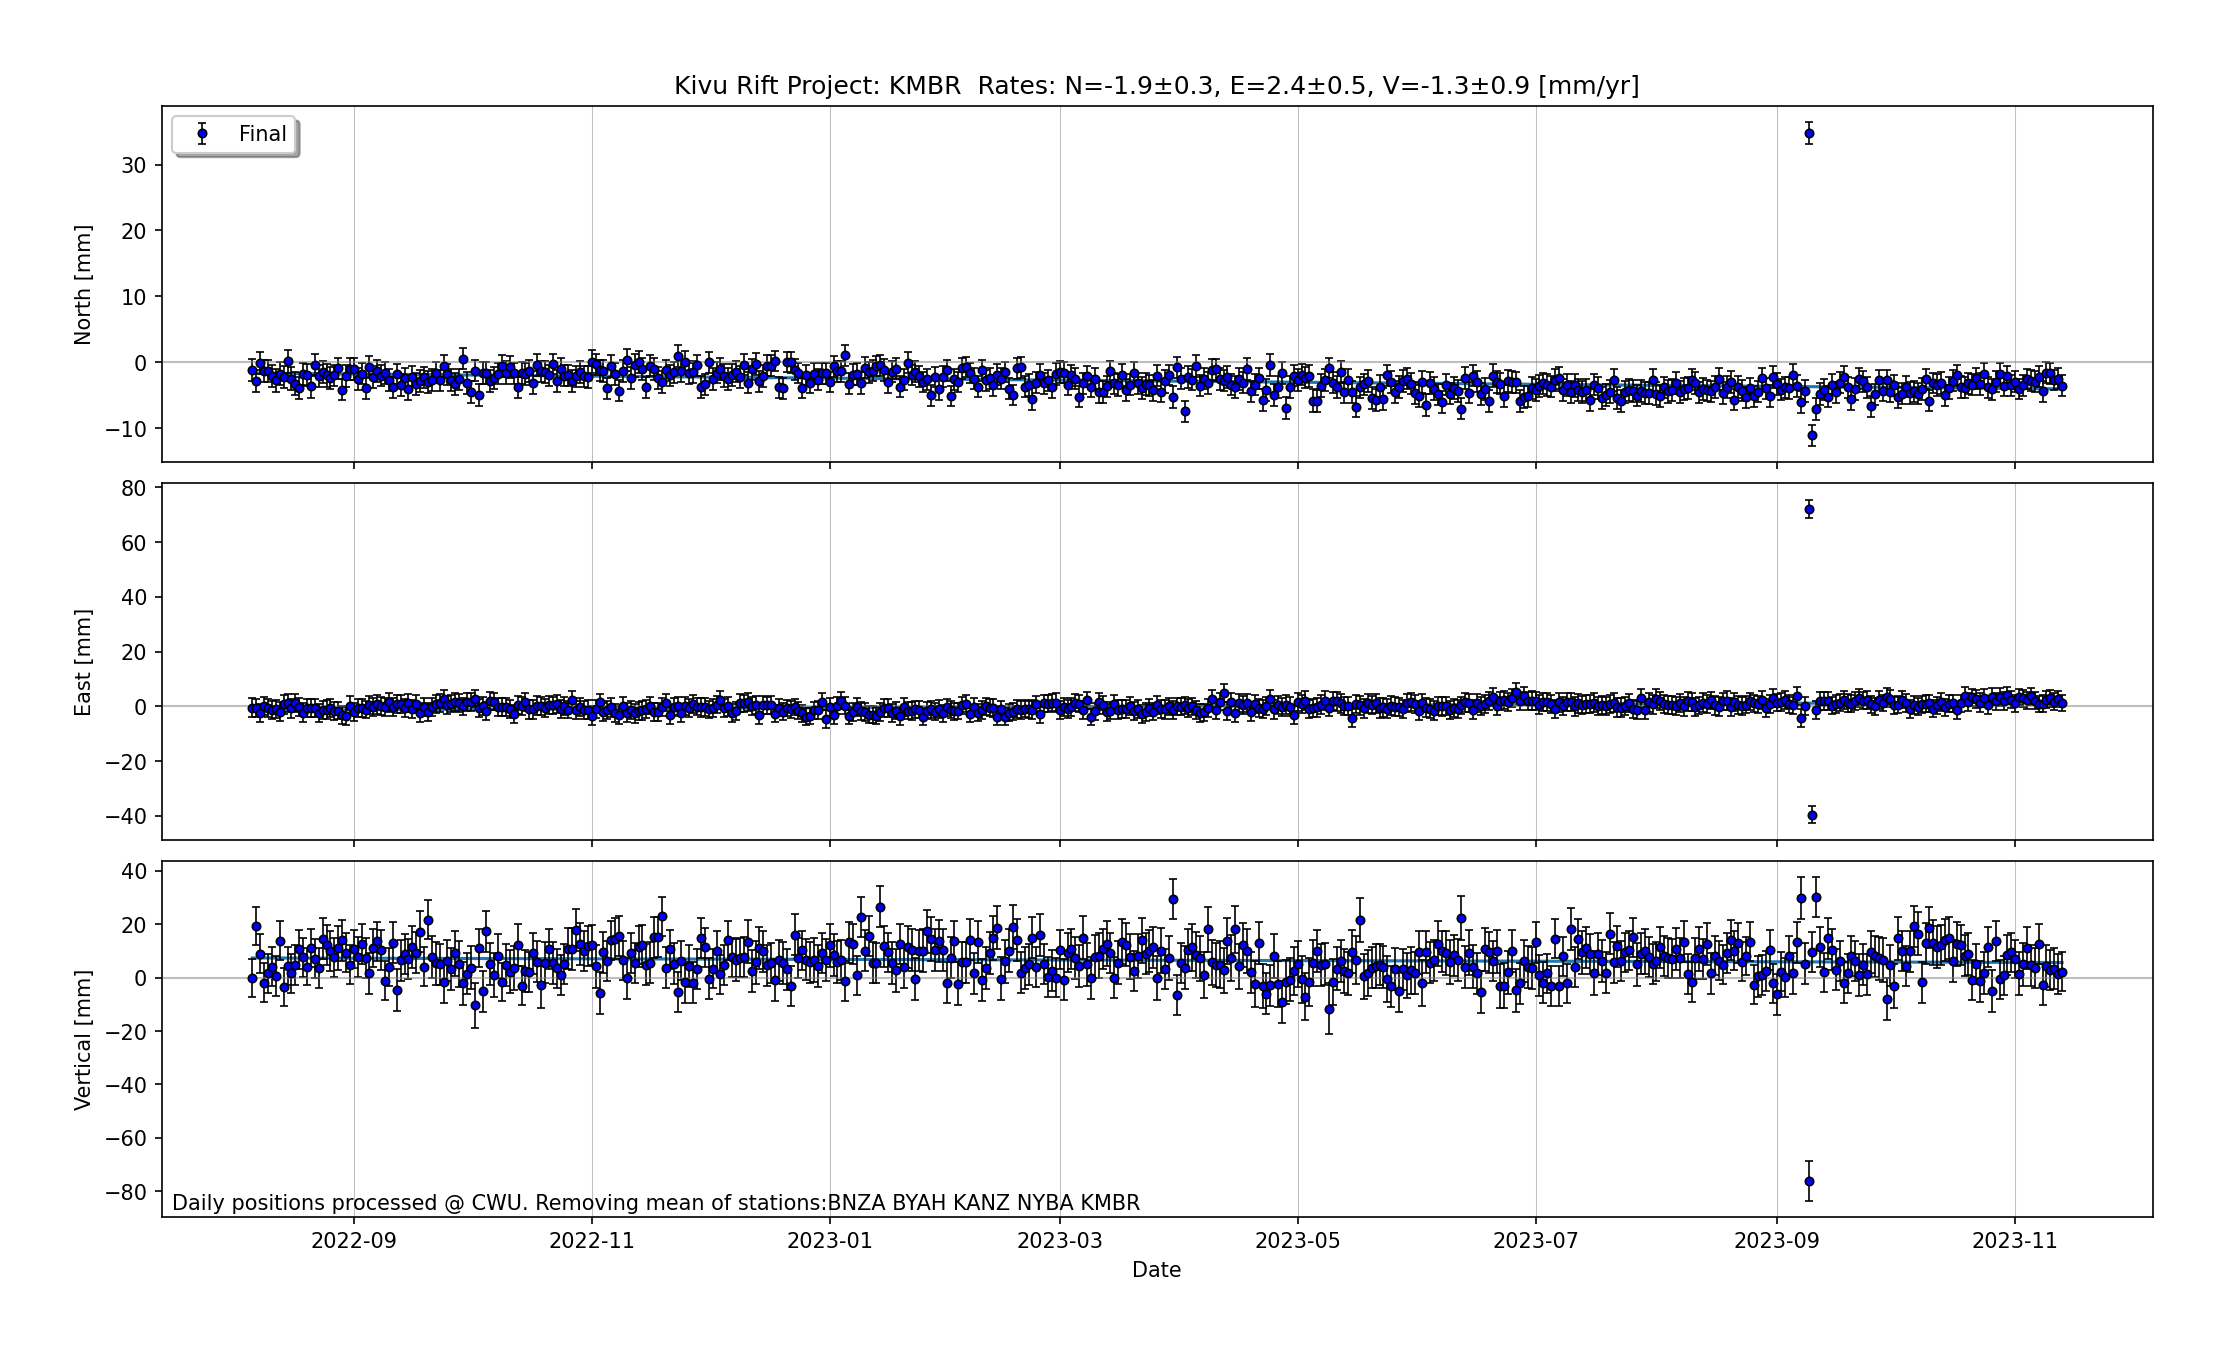 Kivu Rift Project: KMBR  Rates: N=-1.9±0.3, E=2.4±0.5, V=-1.3±0.9 [mm/yr]
Final
North [mm]
30
20
10
0
−10
East [mm]
80
60
40
20
0
−20
−40
Vertical [mm]
40
20
0
−20
−40
−60
−80
Daily positions processed @ CWU. Removing mean of stations:BNZA BYAH KANZ NYBA KMBR
2022-09 2022-11 2023-01 2023-03 2023-05 2023-07 2023-09 2023-11
Date